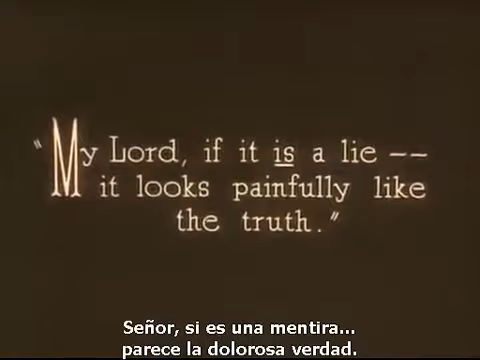 "My Lord, if it is a lie --
it looks painfully like
the truth."
Señor, si es una mentira...
parece la dolorosa verdad.